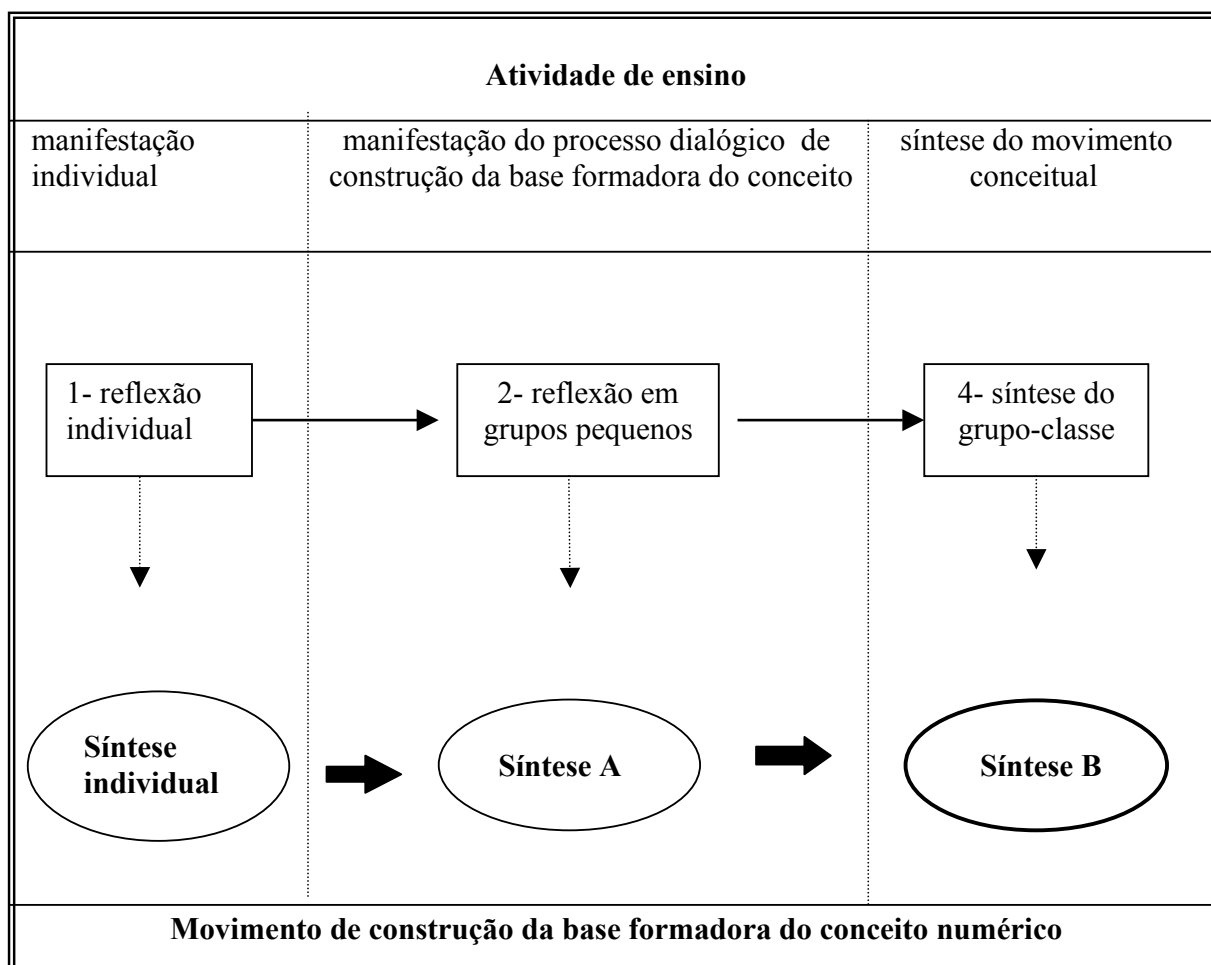 Atividade de ensino
manifestação
individual
manifestação do processo dialógico de
construção da base formadora do conceito
síntese do movimento
conceitual
1- reflexão
individual
2- reflexão em
grupos pequenos
4- síntese do
grupo-classe
Síntese
individual
Síntese A
Síntese B
Movimento de construção da base formadora do conceito numérico